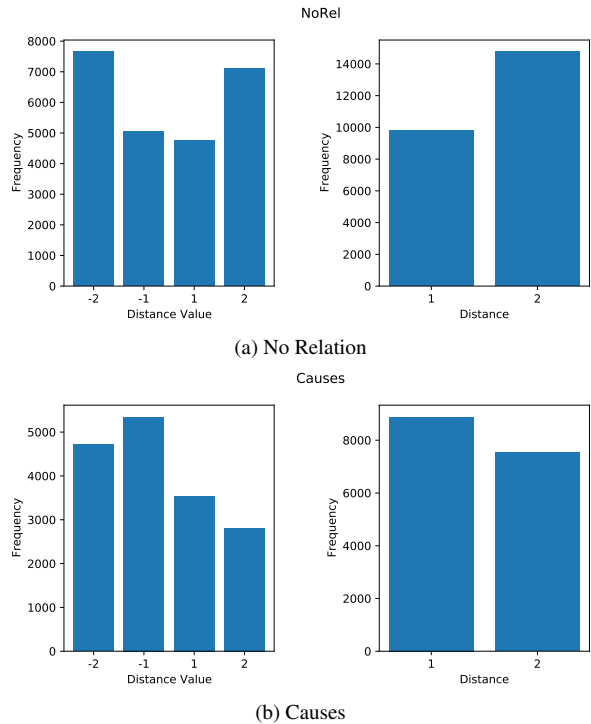 NoRel
8000
7000
6000
5000
4000
3000
2000
1000
0
Frequency
-2 -1 1 2
Distance Value
14000
12000
10000
8000
6000
4000
2000
0
Frequency
1 2
Distance
(a) No Relation
Causes
5000
4000
3000
2000
1000
0
Frequency
-2 -1 1 2
Distance Value
8000
6000
4000
2000
0
Frequency
1 2
Distance
(b) Causes